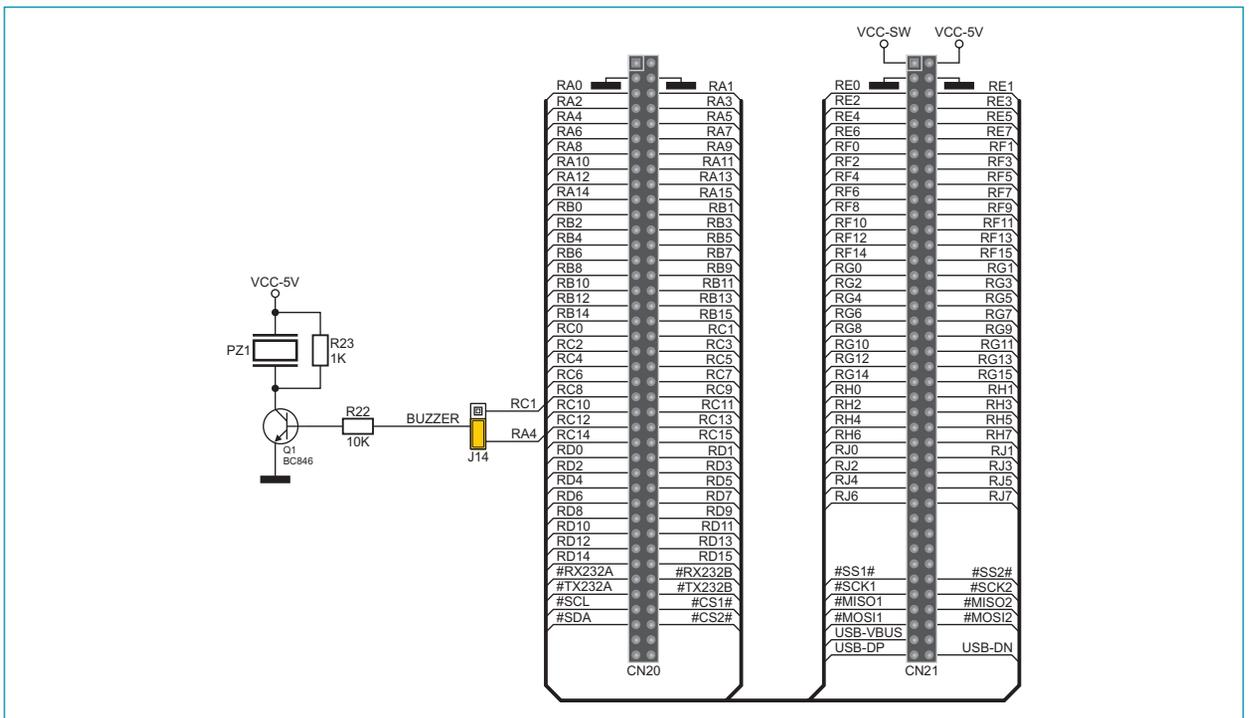 VCC-SW VCC-5V
RA0 RA1 RE0 RE1
RA2 RA3 RE2 RE3
RA4 RA5 RE4 RE5
RA6 RA7 RE6 RE7
RA8 RA9 RF0 RF1
RA10 RA11 RF2 RF3
RA12 RA13 RF4 RF5
RA14 RA15 RF6 RF7
RB0 RB1 RF8 RF9
RB2 RB3 RF10 RF11
RB4 RB5 RF12 RF13
RB6 RB7 RF14 RF15
RB8 RB9 RG0 RG1
VCC-5V RB10 RB11 RG2 RG3
RB12 RB13 RG4 RG5
RB14 RB15 RG6 RG7
RC0 RC1 RG8 RG9
PZ1 R23 RC2 RC3 RG10 RG11
1K RC4 RC5 RG12 RG13
RC6 RC7 RG14 RG15
RC8 RC9 RH0 RH1
RC1 RC10 RC11 RH2 RH3
R22 BUZZER RC12 RC13 RH4 RH5
RA4 RC14 RC15 RH6 RH7
10K
Q1 J14 RD0 RD1 RJ0 RJ1
BC846 RD2 RD3 RJ2 RJ3
RD4 RD5 RJ4 RJ5
RD6 RD7 RJ6 RJ7
RD8 RD9
RD10 RD11
RD12 RD13
RD14 RD15
#RX232A #RX232B #SS1# #SS2#
#TX232A #TX232B #SCK1 #SCK2
#SCL #CS1# #MISO1 #MISO2
#SDA #CS2# #MOSI1 #MOSI2
USB-VBUS
USB-DP USB-DN
CN20 CN21